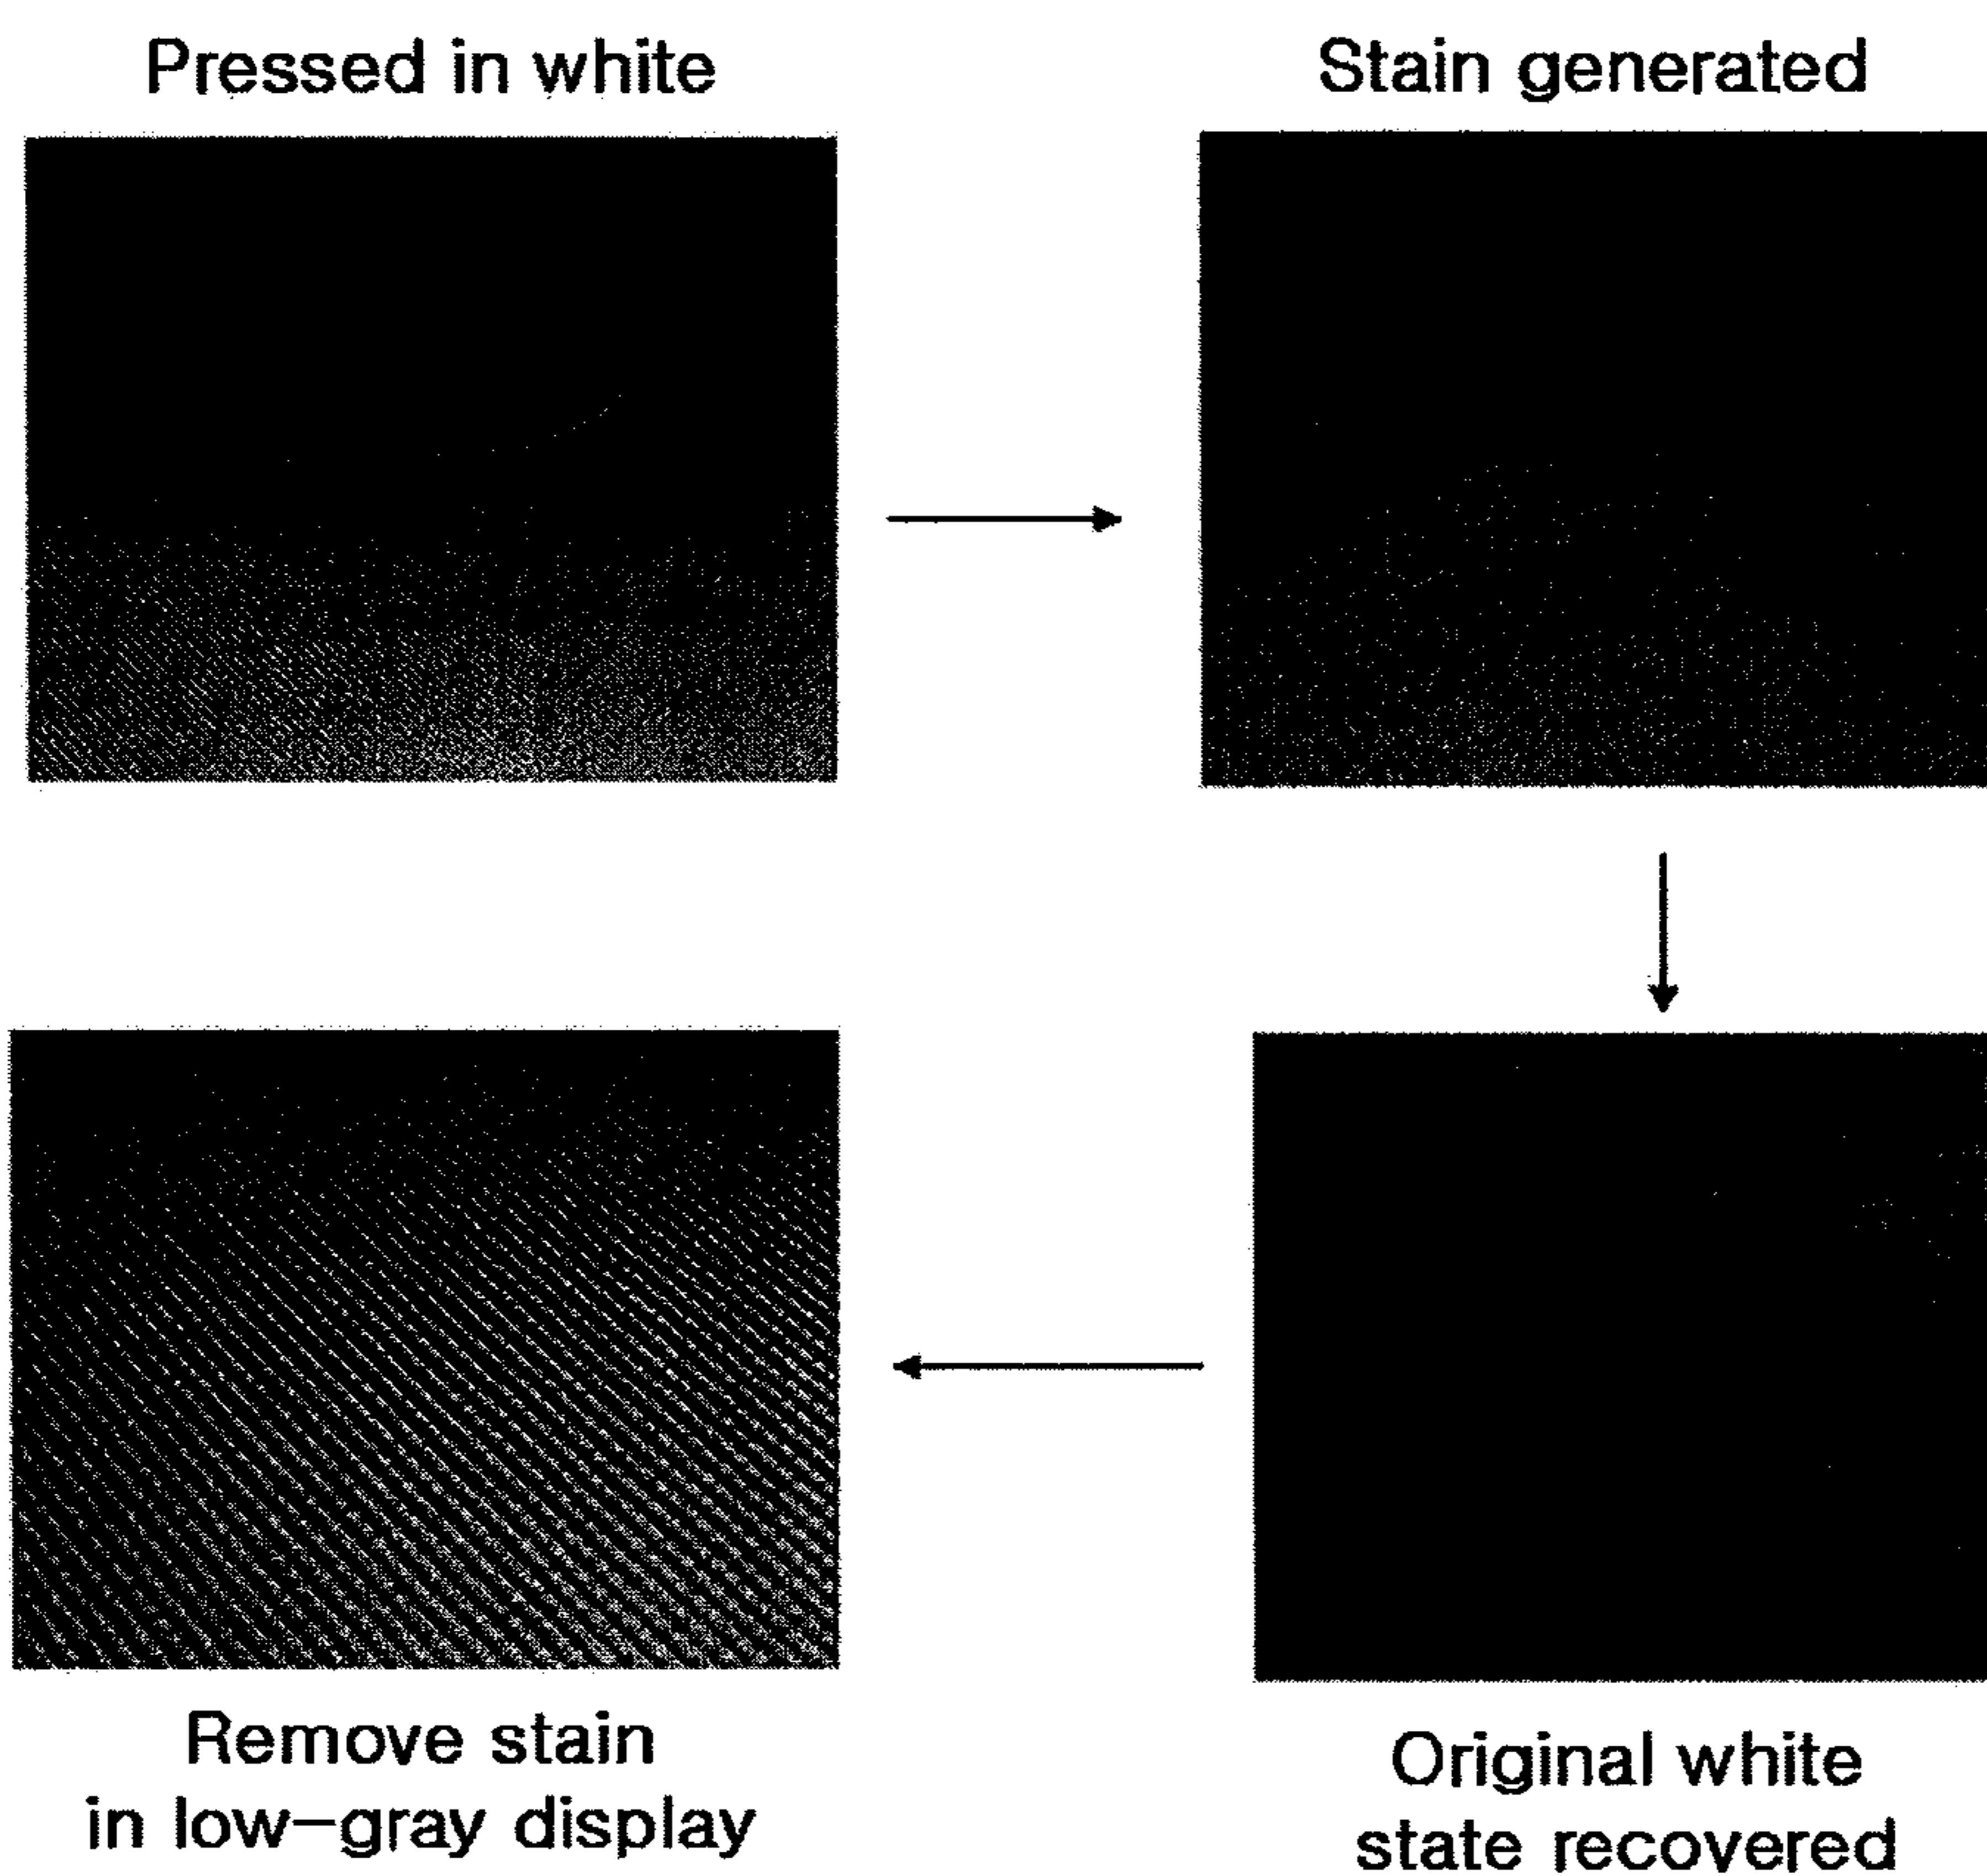 Pressed in white
Stain generated
Remove stain
in low-gray display
Original white
state recovered